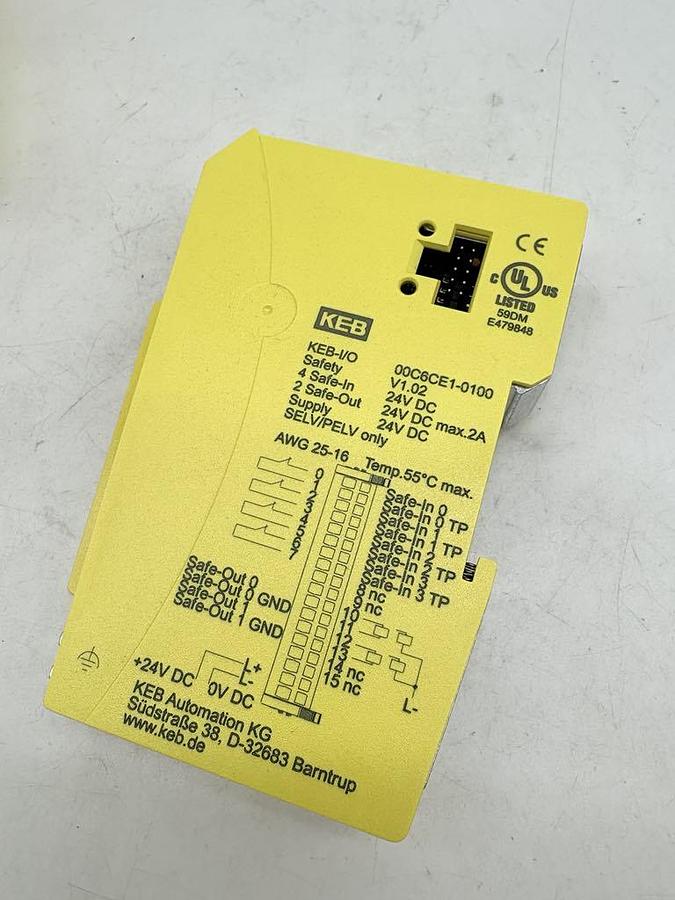 CE
C UL US
LISTED
59DM
E479848
KEB
KEB-I/O 00C6CE1-0100
Safety V1.02
4 Safe-In 24V DC
2 Safe-Out 24V DC max.2A
Supply 24V DC
SELV/PELV only
AWG 25-16 Temp.55°C max.
0 Safe-In 0
1 Safe-In 0 TP
2 Safe-In 1
3 Safe-In 1 TP
4 Safe-In 2
5 Safe-In 2 TP
6 Safe-In 3
7 Safe-In 3 TP
8 nc
9 nc
Safe-Out 0 10
Safe-Out 0 GND 11
Safe-Out 1 12
Safe-Out 1 GND 13
14 nc
15 nc
+24V DC L+
0V DC L-
L-
KEB Automation KG
Südstraße 38, D-32683 Barntrup
www.keb.de